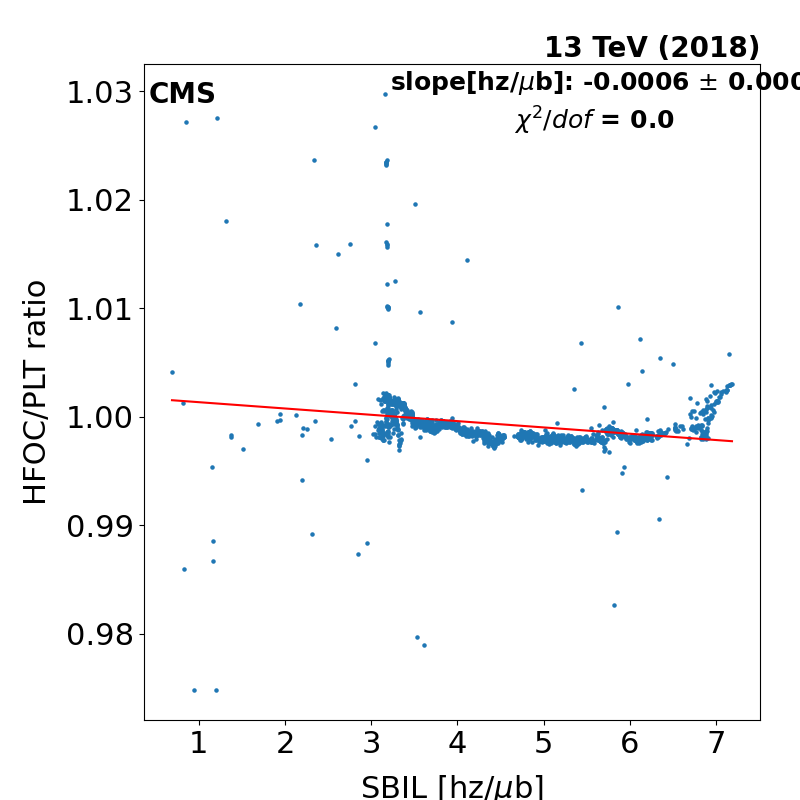 13 TeV (2018)
CMS
slope[hz/μb]: -0.0006 ± 0.000
χ²/dof = 0.0
HFOC/PLT ratio
1.03
1.02
1.01
1.00
0.99
0.98
1 2 3 4 5 6 7
SBIL [hz/μb]